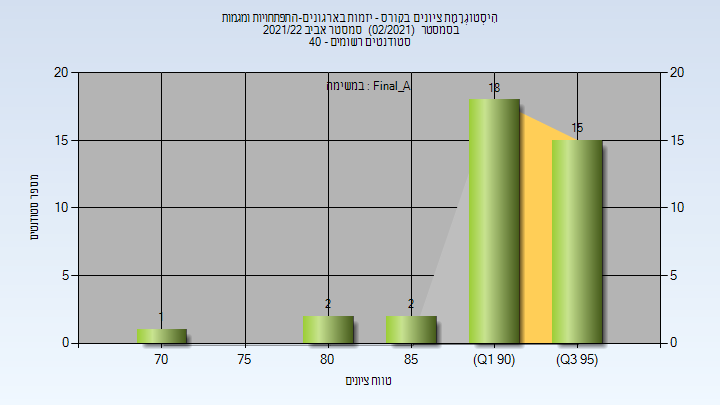 היסטוגרמת ציונים בקורס - יזמות בארגונים-התפתחויות ומגמות
בסמסטר (02/2021) סמסטר אביב 2021/22
סטודנטים רשומים - 40
במשימה : Final_A
20
15
10
5
0
20
15
10
5
0
1
2
2
18
15
70
75
80
85
(Q1 90)
(Q3 95)
מספר סטודנטים
טווח ציונים